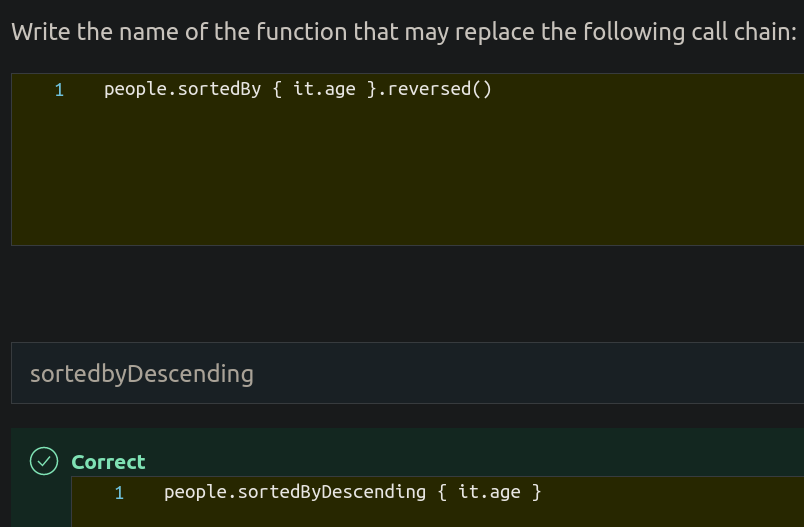 Write the name of the function that may replace the following call chain:
1 people.sortedBy { it.age }.reversed()
sortedbyDescending
Correct
1 people.sortedByDescending { it.age }